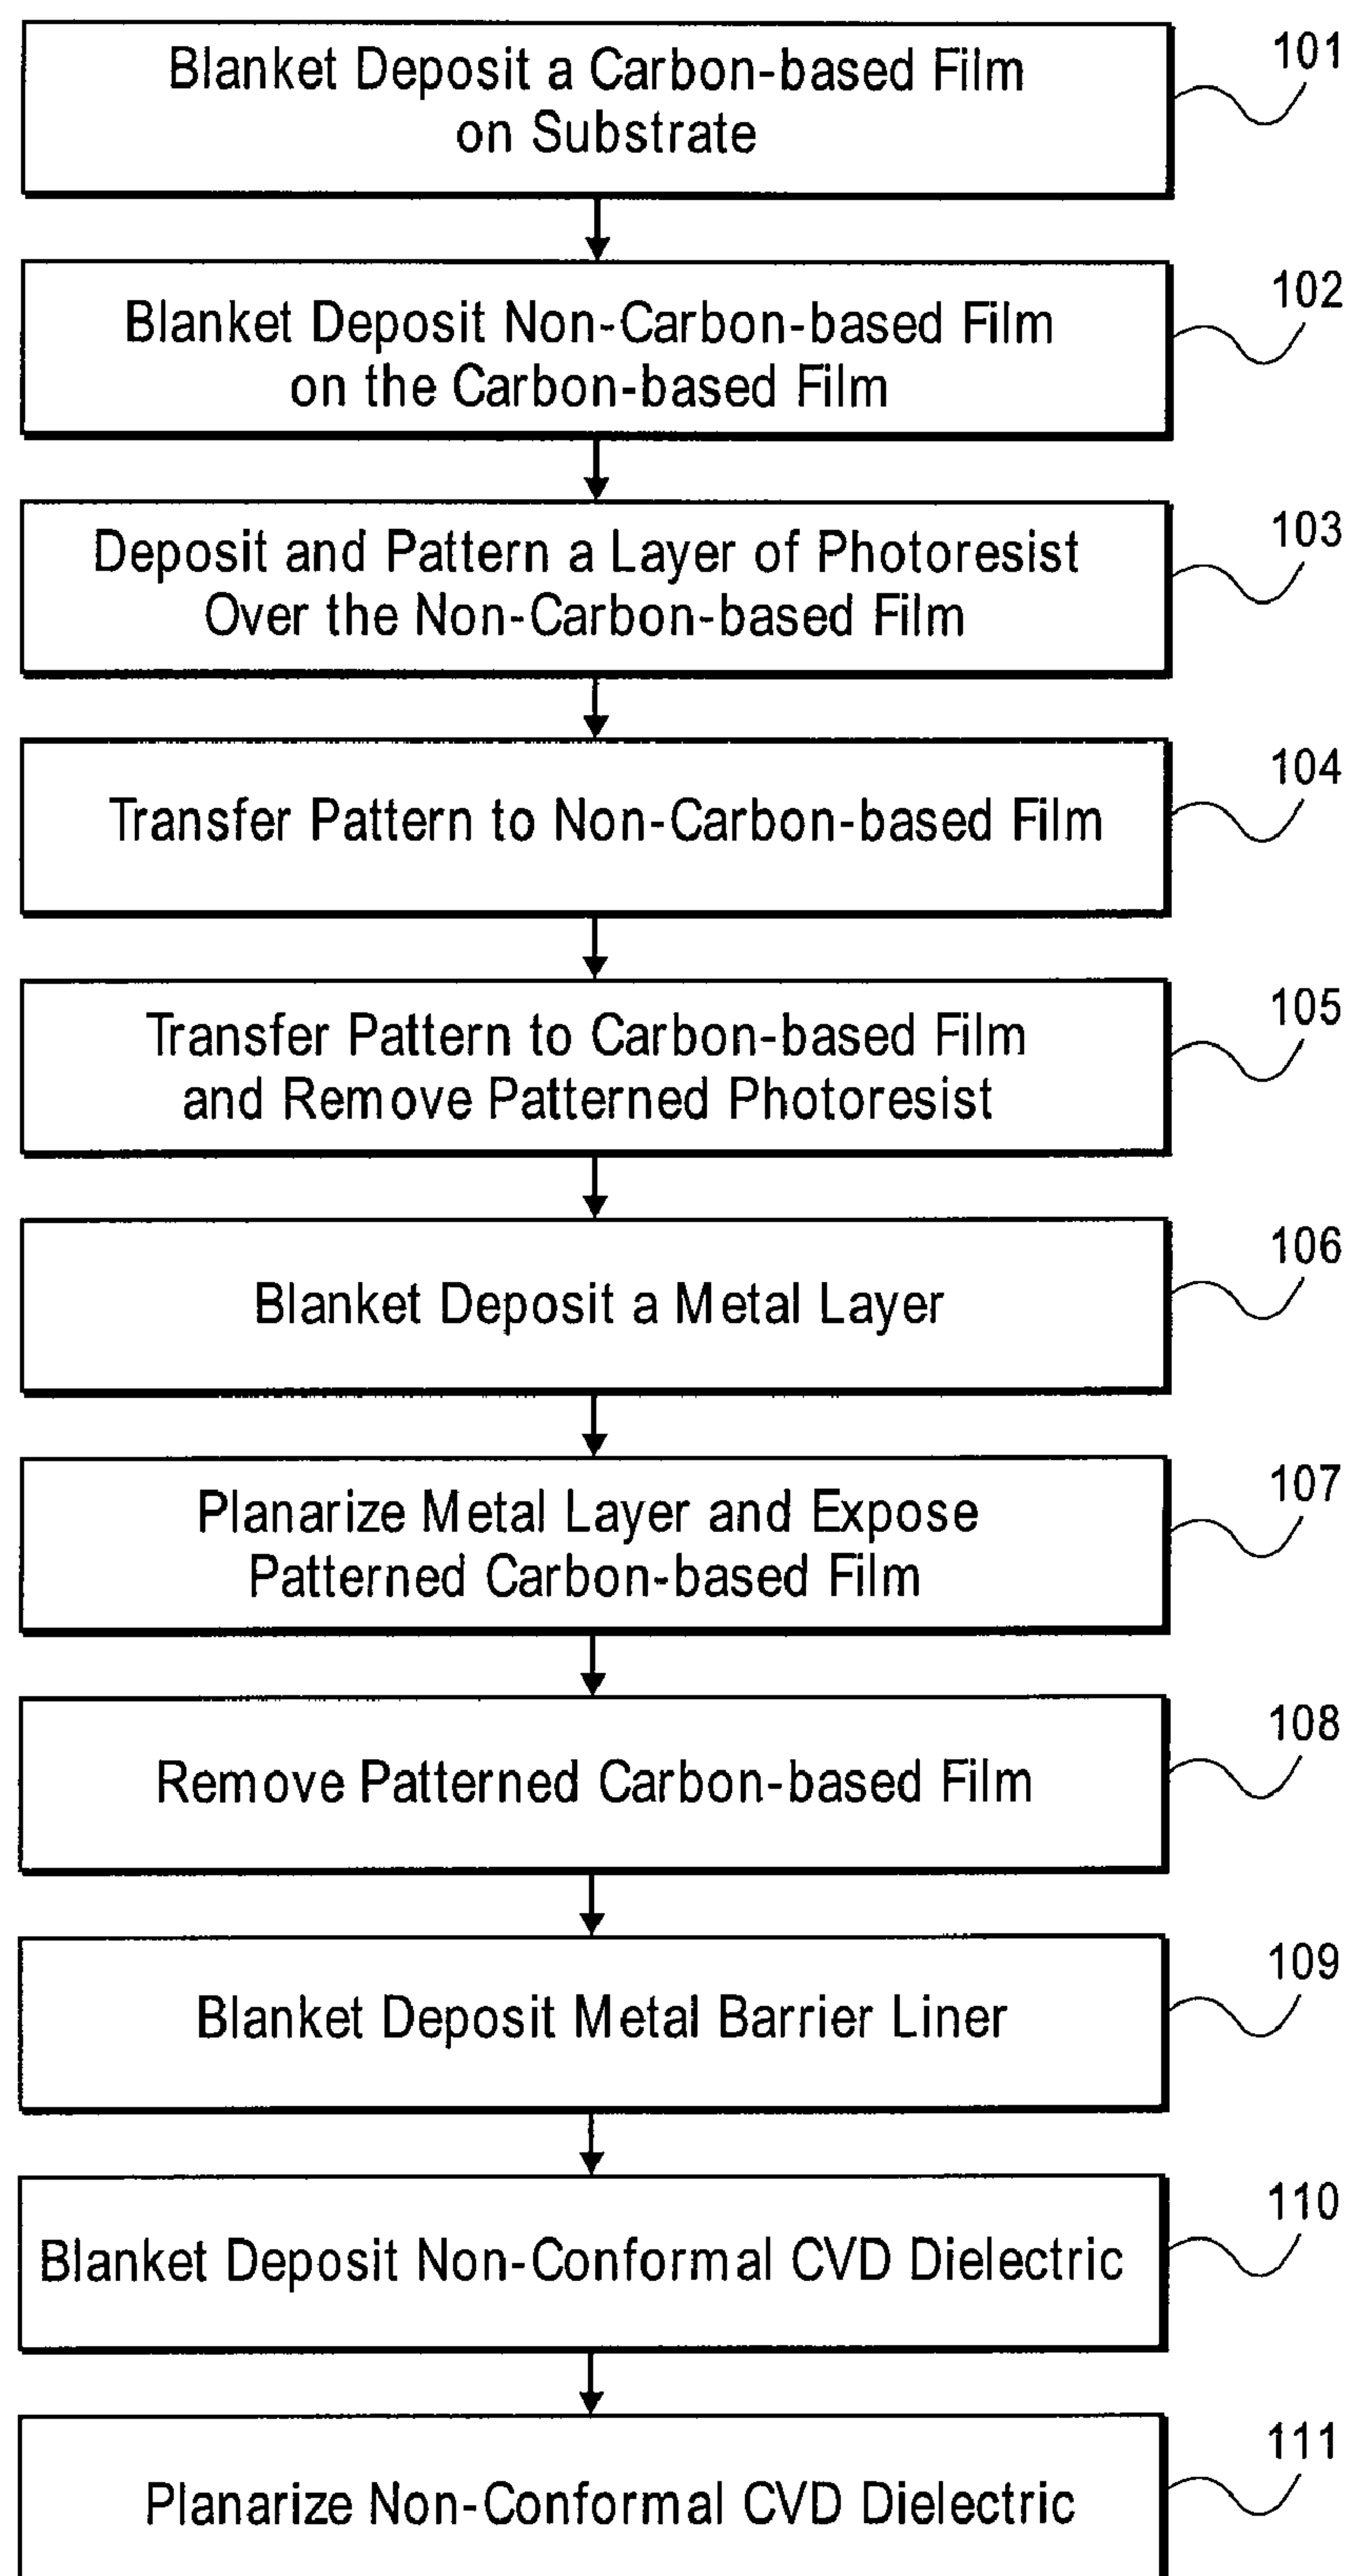 Blanket Deposit a Carbon-based Film
on Substrate
101
Blanket Deposit Non-Carbon-based Film
on the Carbon-based Film
102
Deposit and Pattern a Layer of Photoresist
Over the Non-Carbon-based Film
103
Transfer Pattern to Non-Carbon-based Film
104
Transfer Pattern to Carbon-based Film
and Remove Patterned Photoresist
105
Blanket Deposit a Metal Layer
106
Planarize Metal Layer and Expose
Patterned Carbon-based Film
107
Remove Patterned Carbon-based Film
108
Blanket Deposit Metal Barrier Liner
109
Blanket Deposit Non-Conformal CVD Dielectric
110
Planarize Non-Conformal CVD Dielectric
111